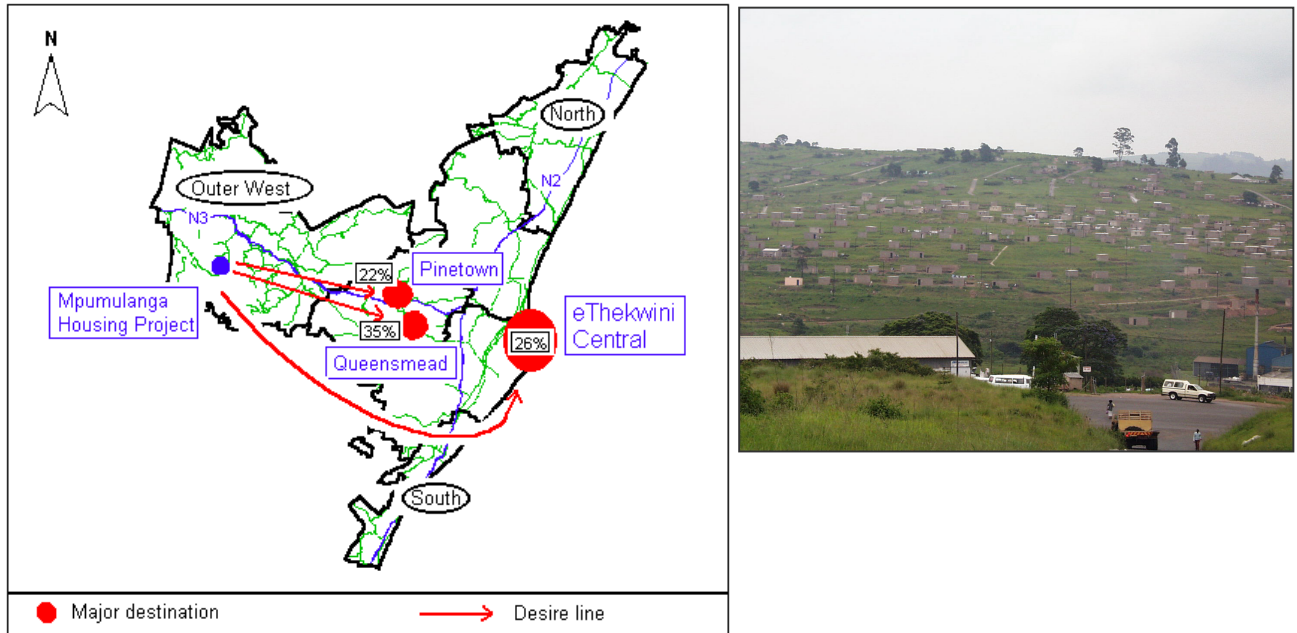 N
North
Outer West
N2
N3
22%
Pinetown
Mpumulanga
Housing Project
35%
eThekwini
Central
26%
Queensmead
South
Major destination
Desire line